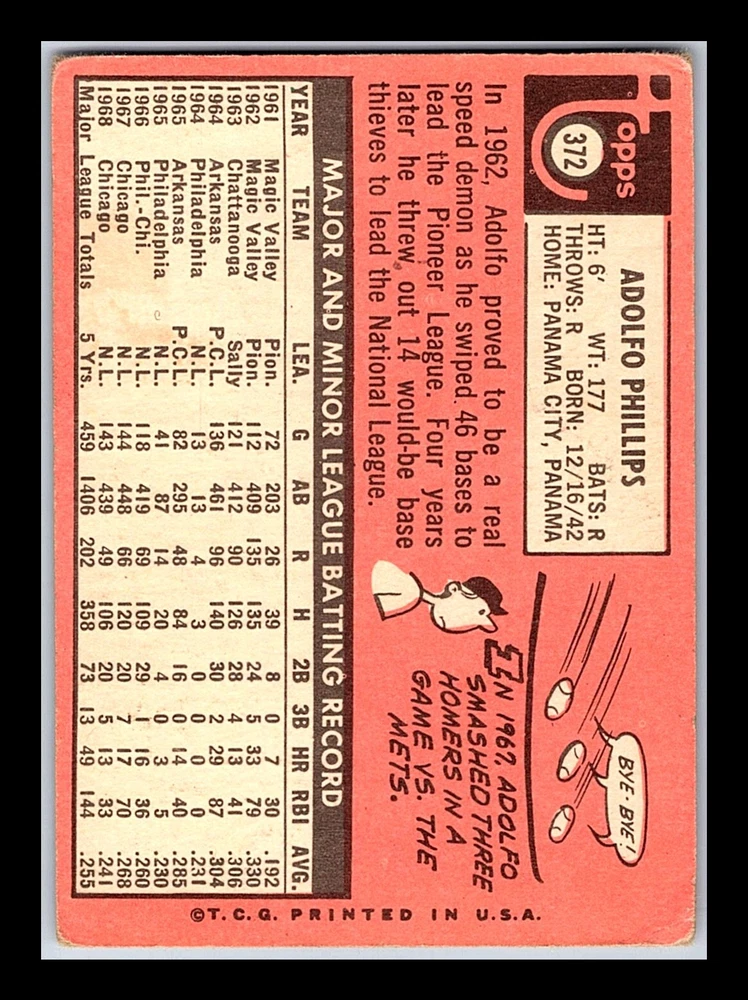 Topps
372
ADOLFO PHILLIPS
HT: 6' WT: 177 BATS: R
THROWS: R BORN: 12/16/42
HOME: PANAMA CITY, PANAMA
In 1962, Adolfo proved to be a real
speed demon as he swiped 46 bases to
lead the Pioneer League. Four years
later he threw out 14 would-be base
thieves to lead the National League.
BYE-BYE!
IN 1967, ADOLFO
SMASHED THREE
HOMERS IN A
GAME VS. THE
METS.
MAJOR AND MINOR LEAGUE BATTING RECORD
YEAR TEAM LEA. G AB R H 2B 3B HR RBI AVG.
1961 Magic Valley Pion. 72 203 26 39 8 0 7 30 .192
1962 Magic Valley Pion. 112 409 135 135 24 5 33 79 .330
1963 Chattanooga Sally 121 412 90 126 28 4 13 41 .306
1964 Arkansas P.C.L. 136 461 96 140 30 2 29 87 .304
1964 Philadelphia N.L. 13 13 4 3 0 0 0 0 .231
1965 Arkansas P.C.L. 82 295 48 84 16 0 14 40 .285
1965 Philadelphia N.L. 41 87 14 20 4 0 3 5 .230
1966 Phil.-Chi. N.L. 118 419 69 109 29 1 16 36 .260
1967 Chicago N.L. 144 448 66 120 20 7 17 70 .268
1968 Chicago N.L. 143 439 49 106 20 5 13 33 .241
Major League Totals 5 Yrs. 459 1406 202 358 73 13 49 144 .255
©T.C.G. PRINTED IN U.S.A.